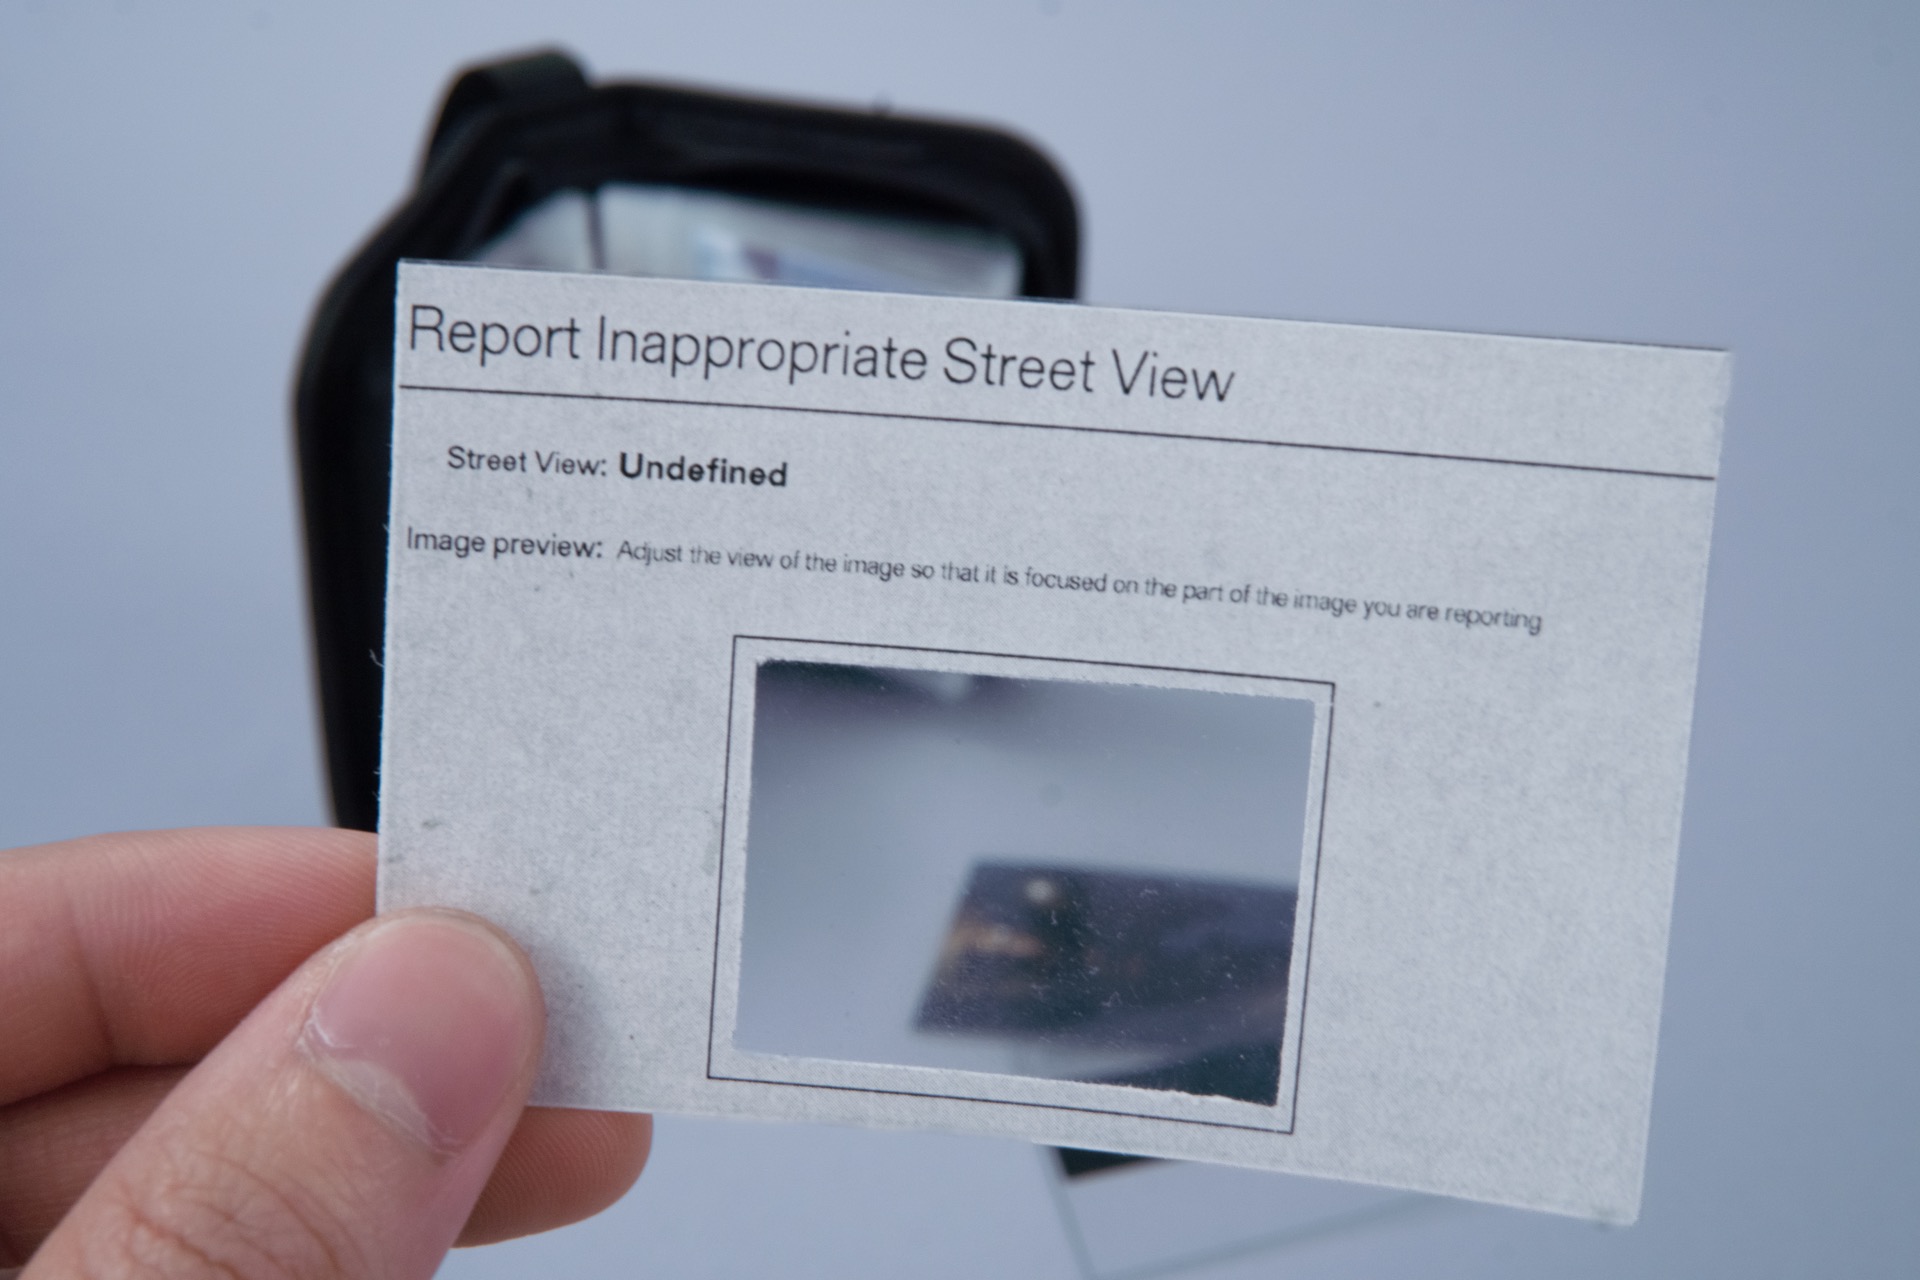 Report Inappropriate Street View
Street View: Undefined
Image preview: Adjust the view of the image so that it is focused on the part of the image you are reporting